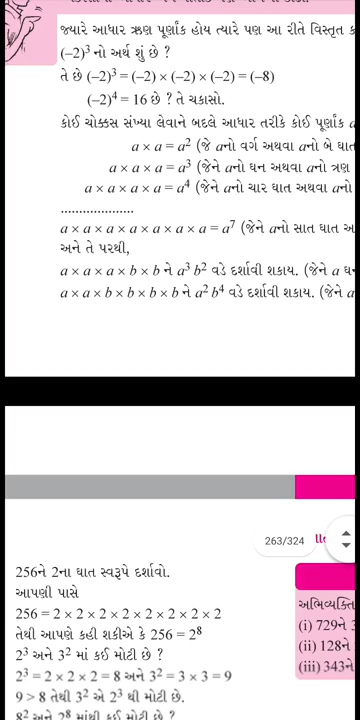 જ્યારે આધાર ઋણ પૂર્ણાંક હોય ત્યારે પણ આ રીતે વિસ્તૃત
(–2)³ નો અર્થ શું છે ?
તે છે (–2)³ = (–2) × (–2) × (–2) = (–8)
(–2)⁴ = 16 છે ? તે ચકાસો.
કોઈ ચોક્કસ સંખ્યા લેવાને બદલે આધાર તરીકે કોઈ પૂર્ણાંક a
a × a = a² (જે aનો વર્ગ અથવા aનો બે ઘાત
a × a × a = a³ (જેને aનો ઘન અથવા aનો ત્રણ
a × a × a × a = a⁴ (જેને aનો ચાર ઘાત અથવા aનો
....................
a × a × a × a × a × a × a = a⁷ (જેને aનો સાત ઘાત
અને તે પરથી,
a × a × a × b × b ને a³ b² વડે દર્શાવી શકાય. (જેને a
a × a × b × b × b × b ને a² b⁴ વડે દર્શાવી શકાય. (જેને a
263/324
256ને 2ના ઘાત સ્વરૂપે દર્શાવો.
આપણી પાસે
256 = 2 × 2 × 2 × 2 × 2 × 2 × 2 × 2
તેથી આપણે કહી શકીએ કે 256 = 2⁸
2³ અને 3² માં કઈ મોટી છે ?
2³ = 2 × 2 × 2 = 8 અને 3² = 3 × 3 = 9
9 > 8 તેથી 3² એ 2³ થી મોટી છે.
8² અને 2⁸ માંથી કઈ મોટી છે ?
અભિવ્યક્તિ
(i) 729ને
(ii) 128ને
(iii) 343ને